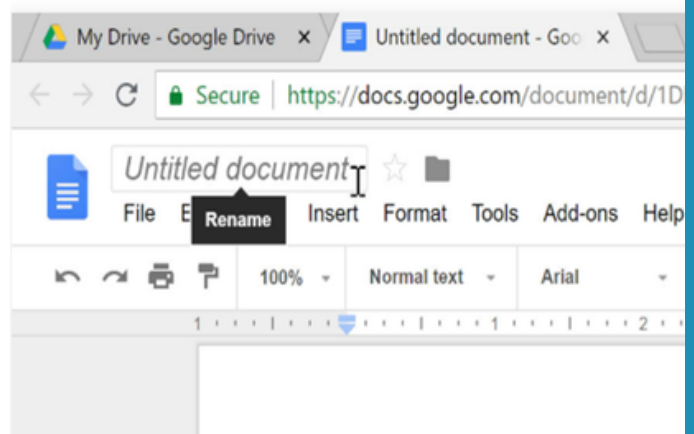 My Drive - Google Drive × Untitled document - Goo ×
Secure | https://docs.google.com/document/d/1D
Untitled document
File E Rename Insert Format Tools Add-ons Help
100% Normal text Arial
1 1 2